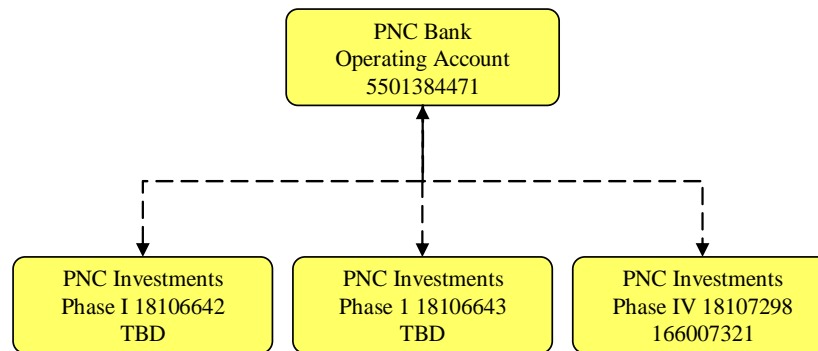 PNC Bank
Operating Account
5501384471
PNC Investments
Phase I 18106642
TBD
PNC Investments
Phase 1 18106643
TBD
PNC Investments
Phase IV 18107298
166007321